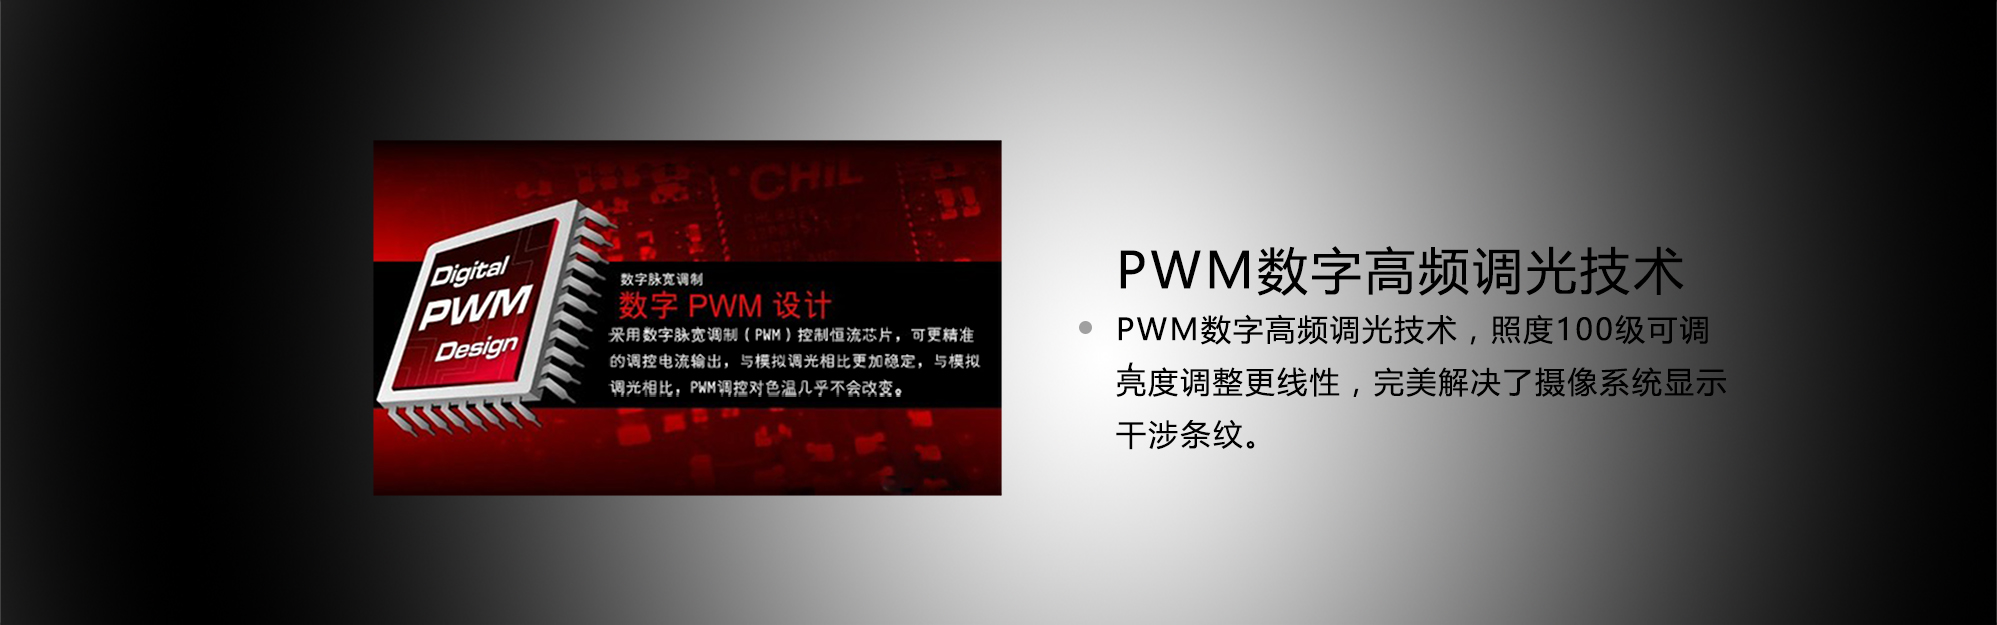 CHiL
Digital
PWM
Design
数字脉宽调制
数字 PWM 设计
采用数字脉宽调制（PWM）控制恒流芯片，可更精准
的调控电流输出，与模拟调光相比更加稳定，与模拟
调光相比，PWM调控对色温几乎不会改变。
PWM数字高频调光技术
PWM数字高频调光技术，照度100级可调，
亮度调整更线性，完美解决了摄像系统显示
干涉条纹。